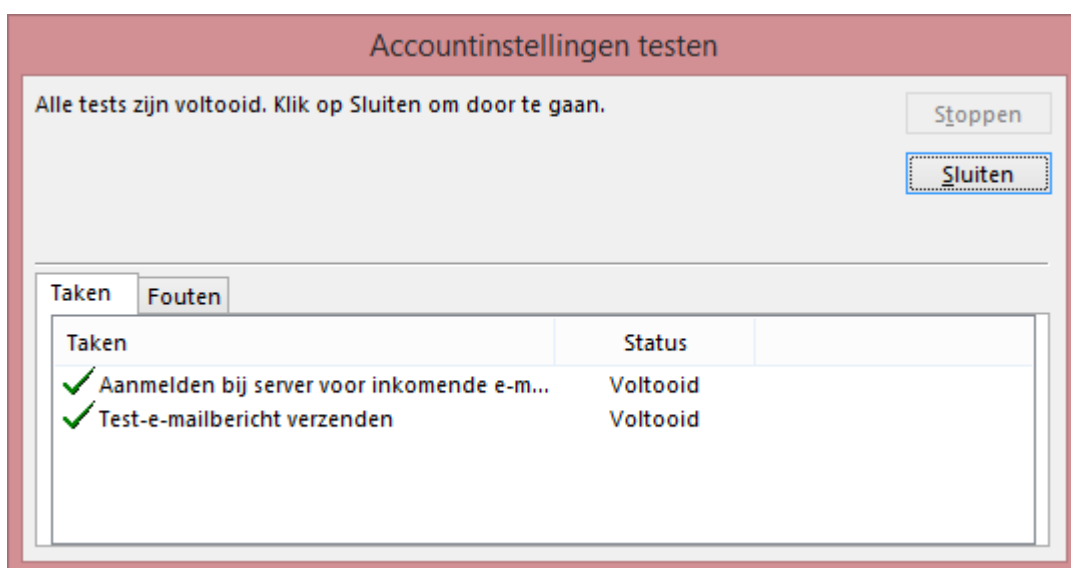 Accountinstellingen testen
Alle tests zijn voltooid. Klik op Sluiten om door te gaan.
Stoppen
Sluiten
Taken Fouten
Taken Status
Aanmelden bij server voor inkomende e-m... Voltooid
Test-e-mailbericht verzenden Voltooid